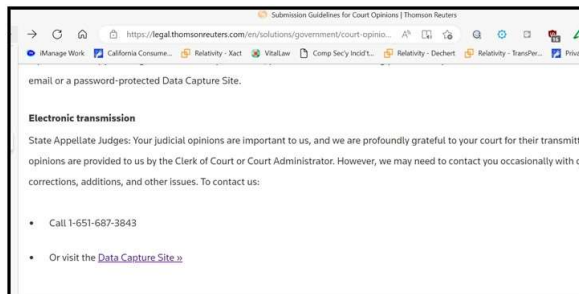 Submission Guidelines for Court Opinions | Thomson Reuters
https://legal.thomsonreuters.com/en/solutions/government/court-opinio...
iManage Work California Consume... Relativity - Xact VitalLaw Comp Sec'y Incid't... Relativity - Dechert Relativity - TransPer... Priva
email or a password-protected Data Capture Site.
Electronic transmission
State Appellate Judges: Your judicial opinions are important to us, and we are profoundly grateful to your court for their transmitt
opinions are provided to us by the Clerk of Court or Court Administrator. However, we may need to contact you occasionally with
corrections, additions, and other issues. To contact us:
• Call 1-651-687-3843
• Or visit the Data Capture Site »